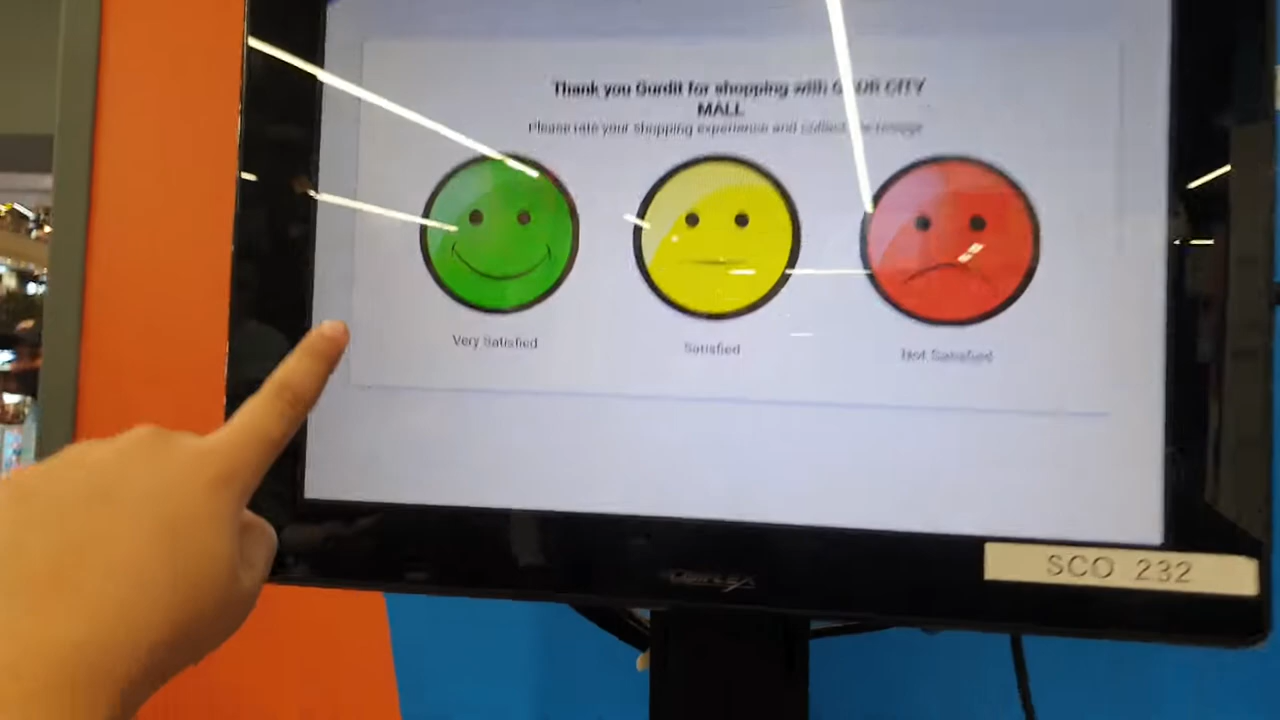 Thank you Gurdit for shopping with CITY
MALL
Please rate your shopping experience and collect
Very Satisfied
Satisfied
Not Satisfied
SCO 232